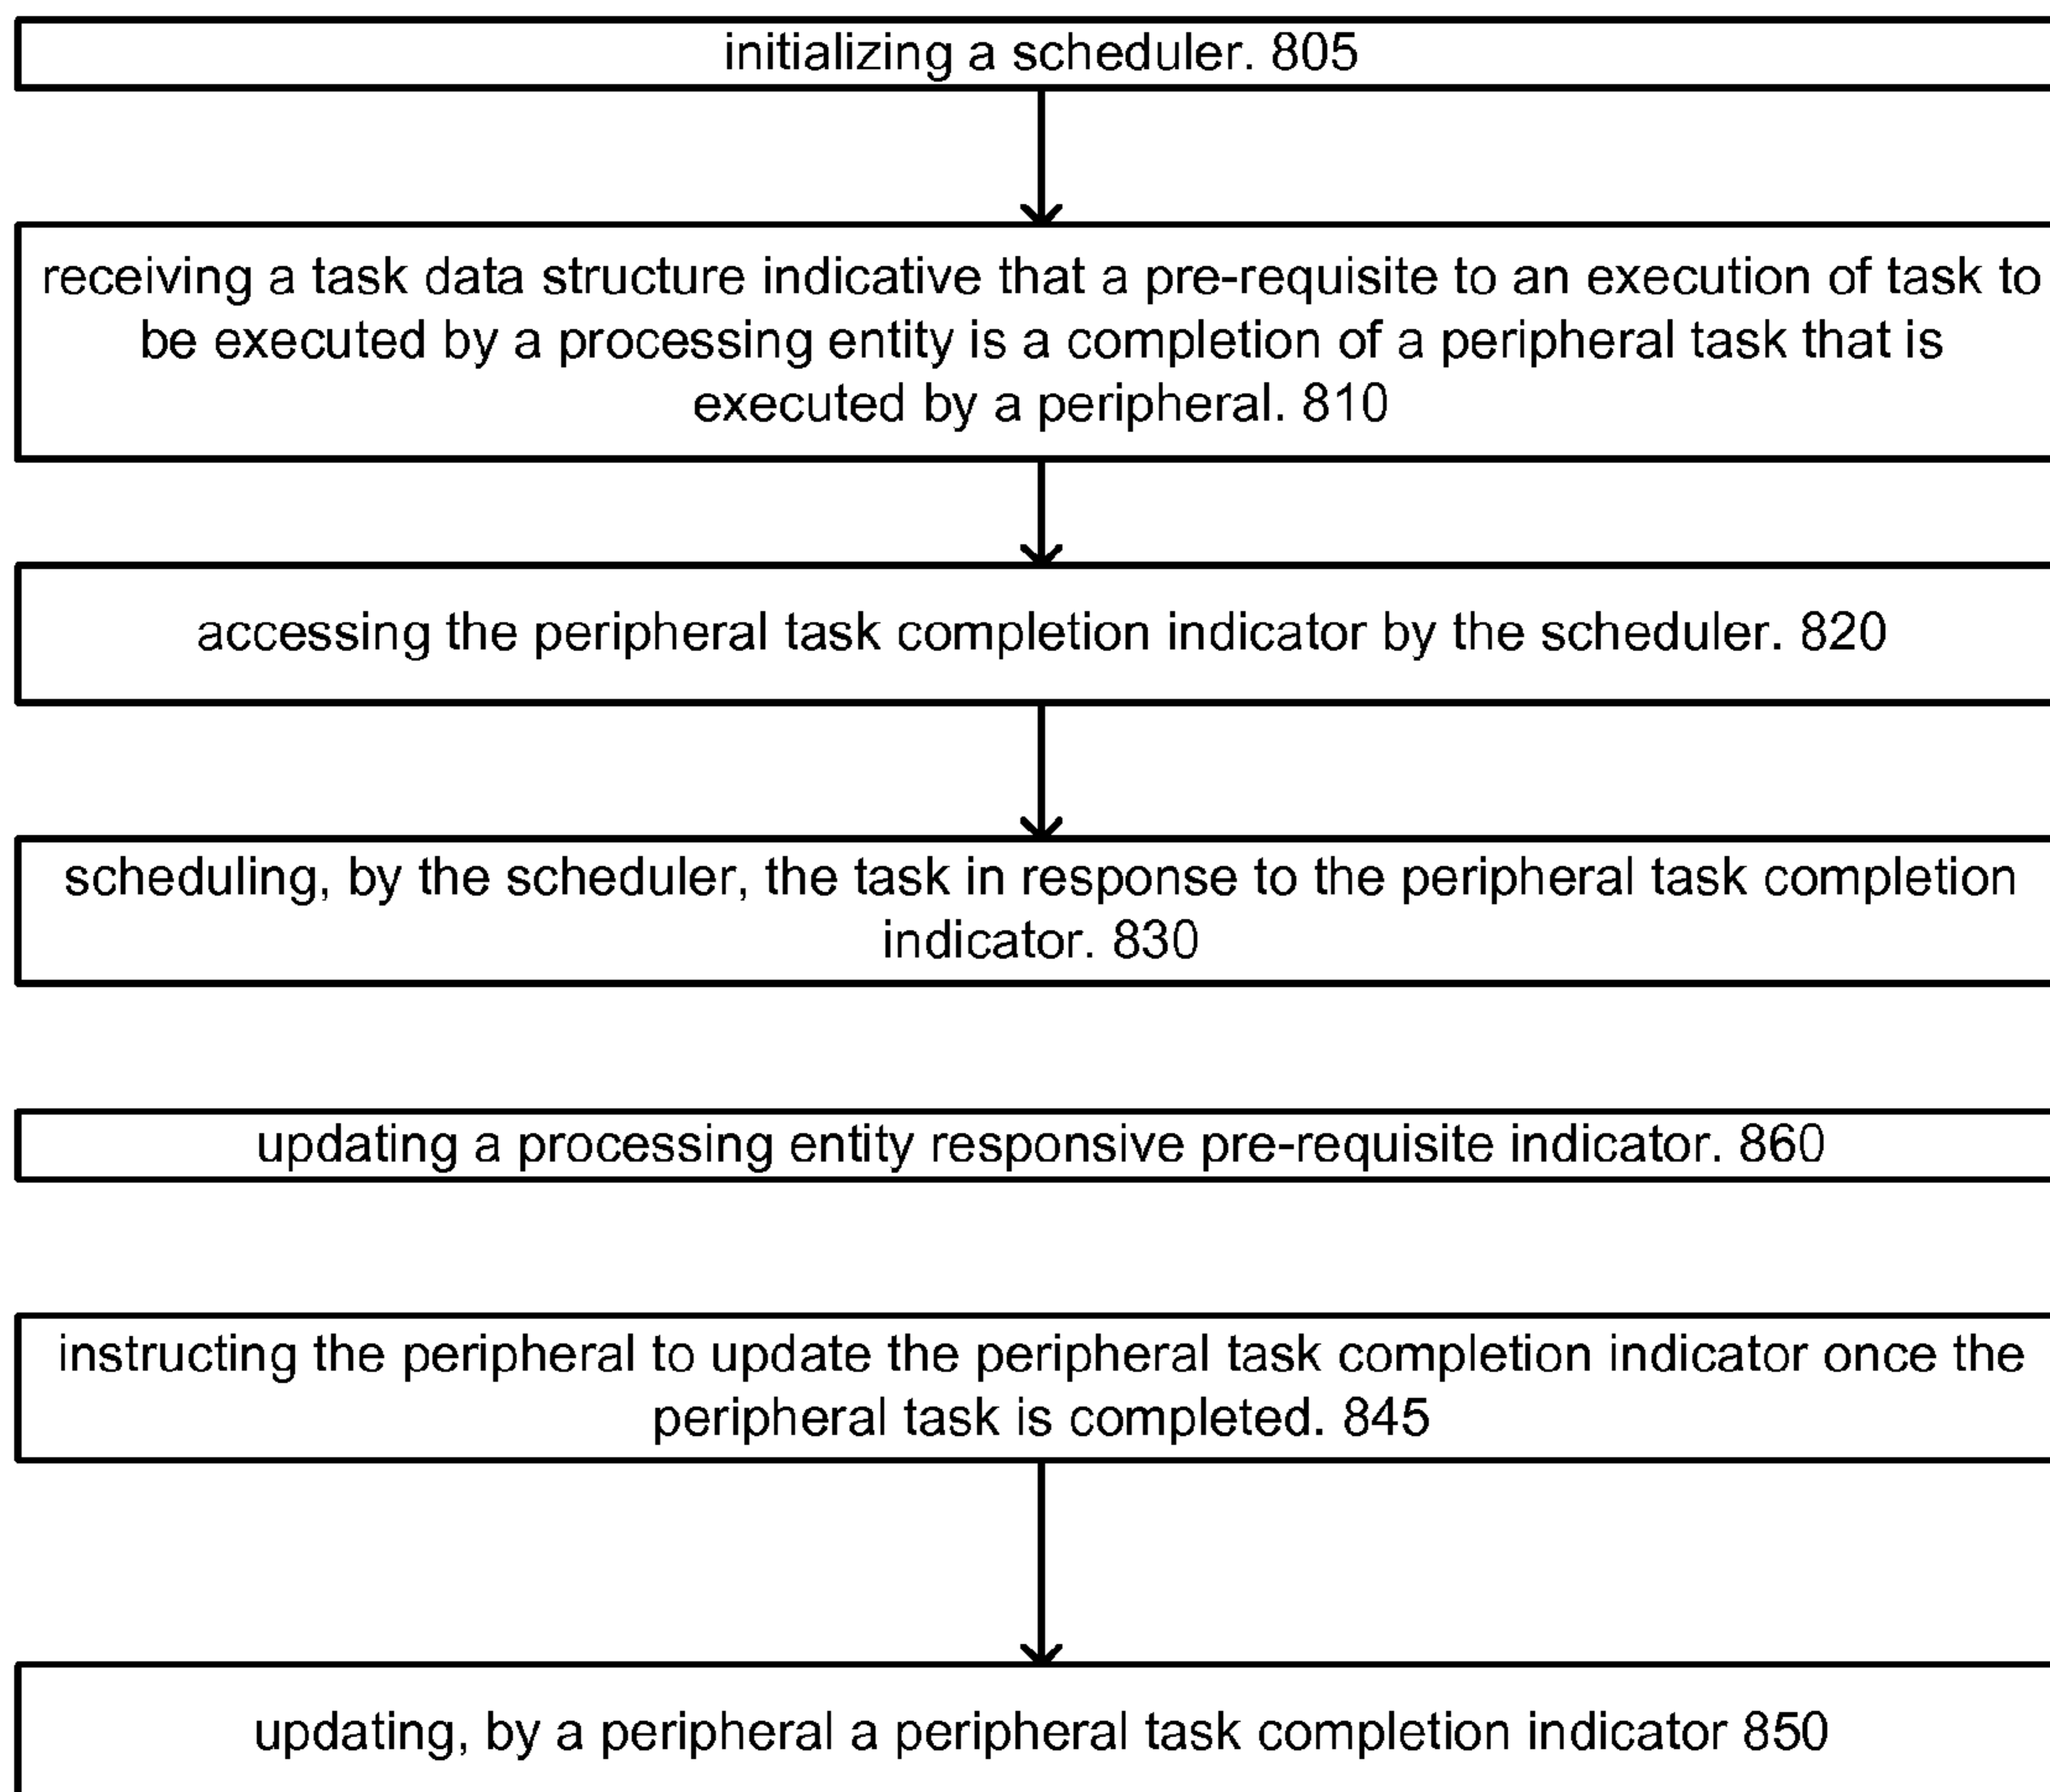 initializing a scheduler. 805
receiving a task data structure indicative that a pre-requisite to an execution of task to
be executed by a processing entity is a completion of a peripheral task that is
executed by a peripheral. 810
accessing the peripheral task completion indicator by the scheduler. 820
scheduling, by the scheduler, the task in response to the peripheral task completion
indicator. 830
updating a processing entity responsive pre-requisite indicator. 860
instructing the peripheral to update the peripheral task completion indicator once the
peripheral task is completed. 845
updating, by a peripheral a peripheral task completion indicator 850